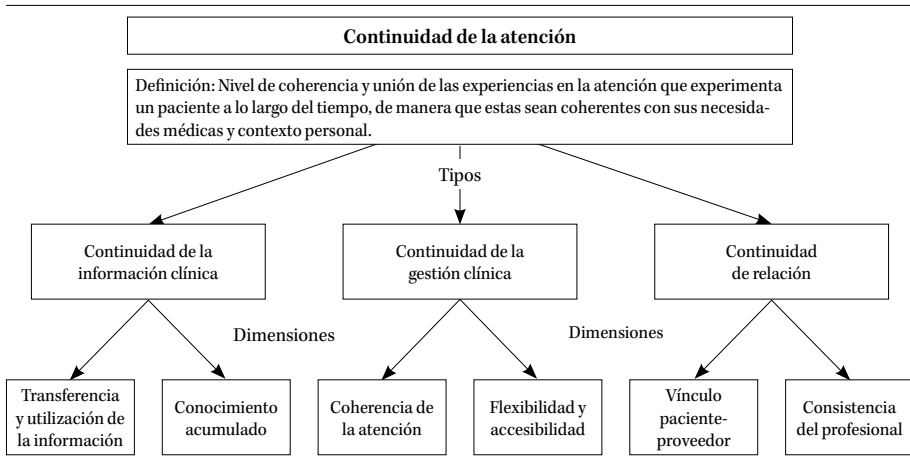 Continuidad de la atención
Definición: Nivel de coherencia y unión de las experiencias en la atención que experimenta
un paciente a lo largo del tiempo, de manera que estas sean coherentes con sus necesida-
des médicas y contexto personal.
Tipos
Continuidad de la
información clínica
Continuidad de la
gestión clínica
Continuidad
de relación
Dimensiones
Dimensiones
Transferencia
y utilización de
la información
Conocimiento
acumulado
Coherencia de
la atención
Flexibilidad y
accesibilidad
Vínculo
paciente-
proveedor
Consistencia
del profesional